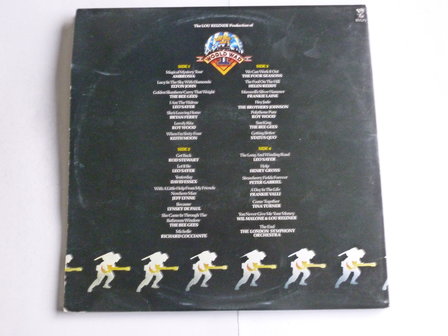 The LOU REIZNER Production of
WORLD WAR
SIDE 1
Magical Mystery Tour
AMBROSIA
Lucy In The Sky With Diamonds
ELTON JOHN
Golden Slumbers/Carry That Weight
THE BEE GEES
I Am The Walrus
LEO SAYER
She's Leaving Home
BRYAN FERRY
Lovely Rita
ROY WOOD
When I'm Sixty-Four
KEITH MOON
SIDE 2
Get Back
ROD STEWART
Let It Be
LEO SAYER
Yesterday
DAVID ESSEX
With A Little Help From My Friends
Nowhere Man
JEFF LYNNE
Because
LYNSEY DE PAUL
She Came In Through The
Bathroom Window
THE BEE GEES
Michelle
RICHARD COCCIANTE
SIDE 3
We Can Work It Out
THE FOUR SEASONS
The Fool On The Hill
HELEN REDDY
Maxwell's Silver Hammer
FRANKIE LAINE
Hey Jude
THE BROTHERS JOHNSON
Polythene Pam
ROY WOOD
Sun King
THE BEE GEES
Getting Better
STATUS QUO
SIDE 4
The Long And Winding Road
LEO SAYER
Help
HENRY GROSS
Strawberry Fields Forever
PETER GABRIEL
A Day In The Life
FRANKIE VALLI
Come Together
TINA TURNER
You Never Give Me Your Money
WIL MALONE & LOU REIZNER
The End
THE LONDON SYMPHONY
ORCHESTRA